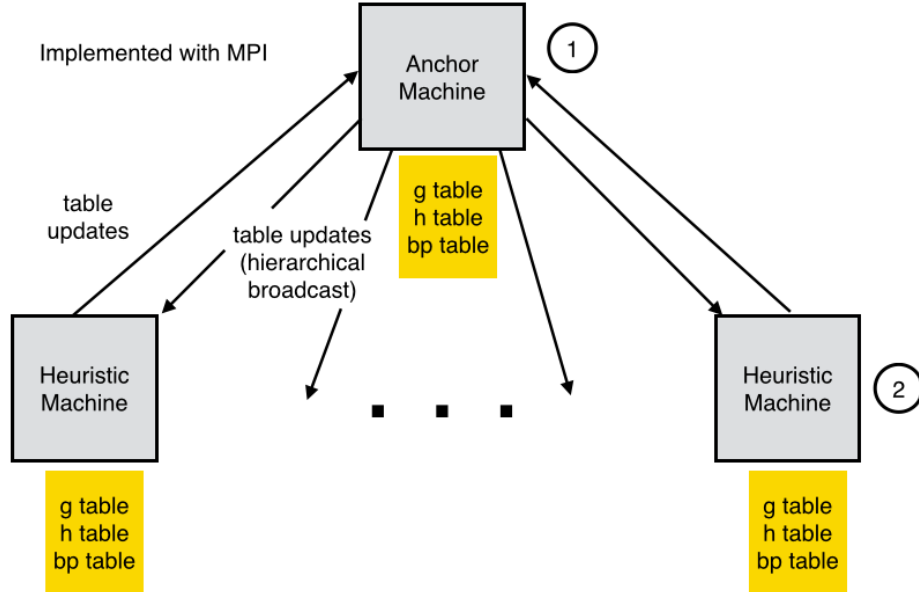 Implemented with MPI
Anchor
Machine
1
g table
h table
bp table
table
updates
table updates
(hierarchical
broadcast)
Heuristic
Machine
Heuristic
Machine
2
g table
h table
bp table
g table
h table
bp table